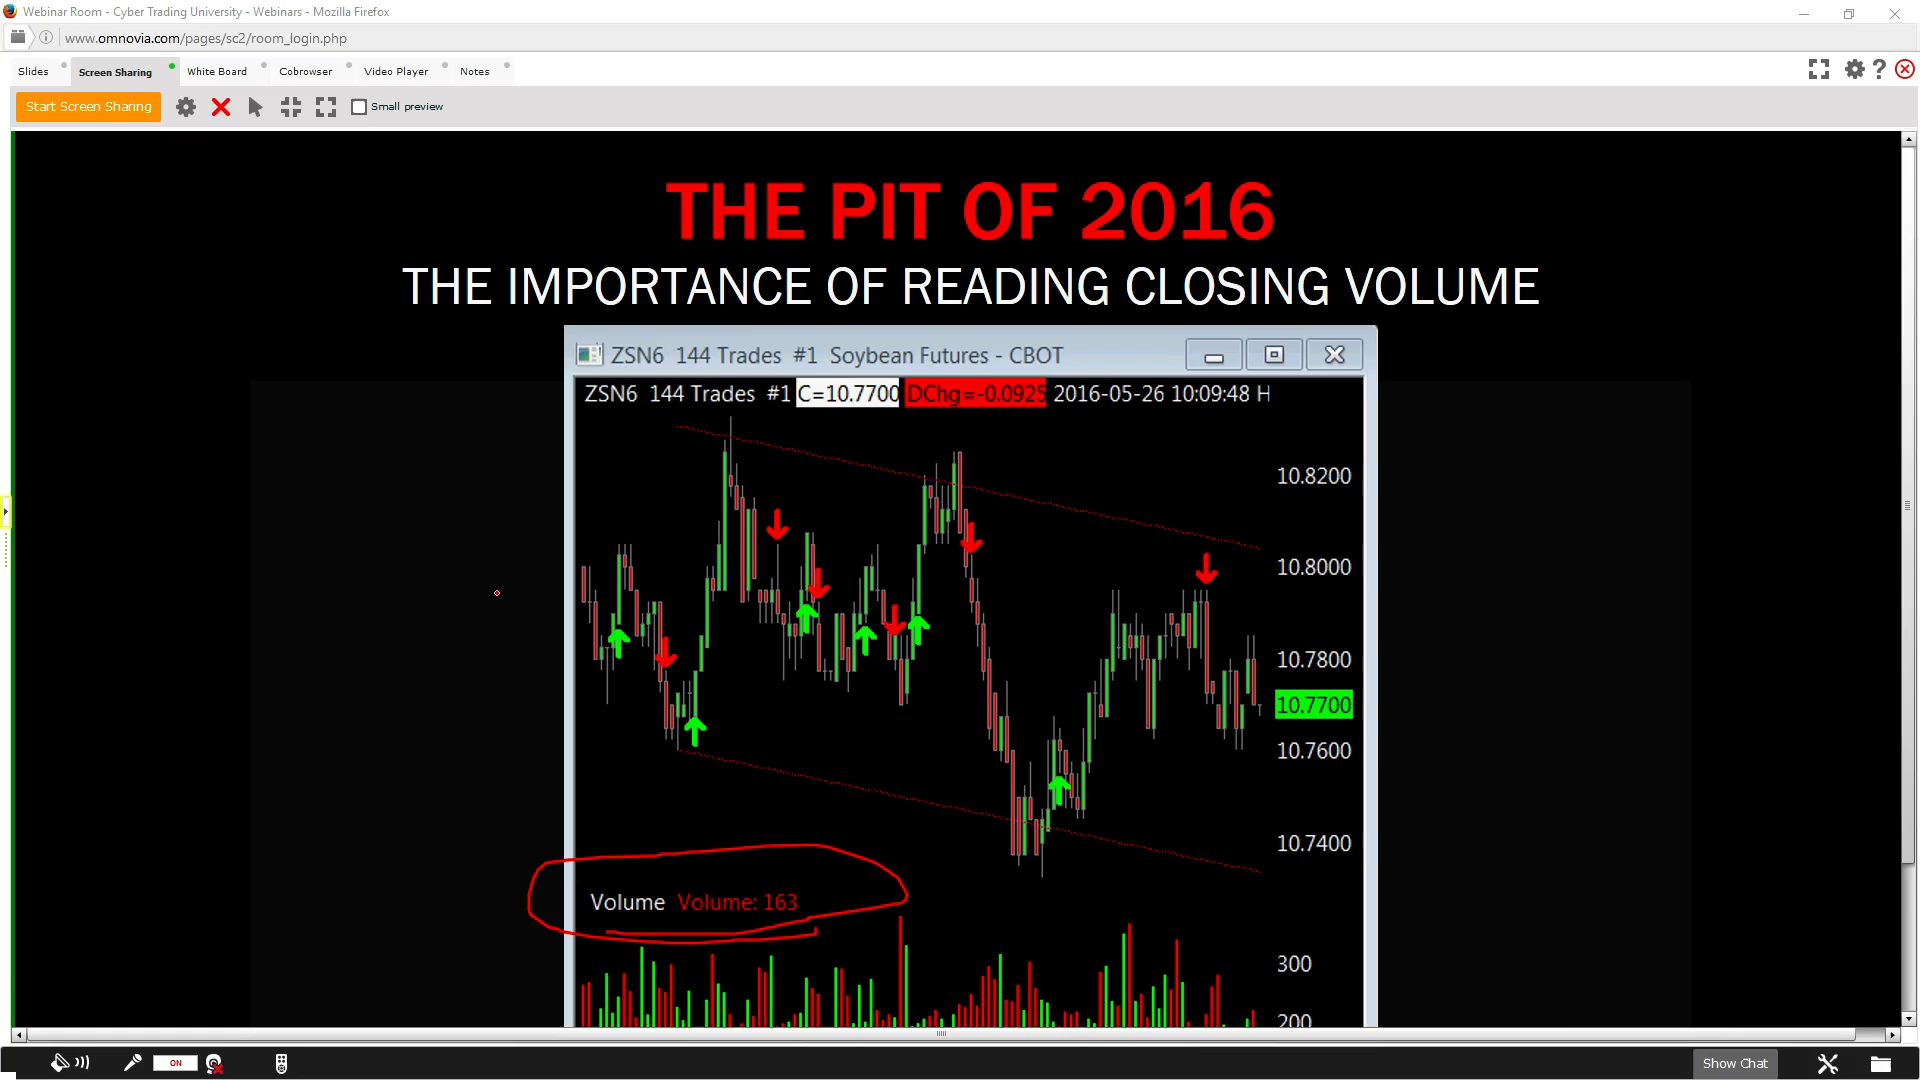 Webinar Room - Cyber Trading University - Webinars - Mozilla Firefox
www.omnovia.com/pages/sc2/room_login.php
Slides Screen Sharing White Board Cobrowser Video Player Notes
Start Screen Sharing Small preview
THE PIT OF 2016
THE IMPORTANCE OF READING CLOSING VOLUME
ZSN6 144 Trades #1 Soybean Futures - CBOT
ZSN6 144 Trades #1 C=10.7700 DChg=-0.0925 2016-05-26 10:09:48 H
10.8200
10.8000
10.7800
10.7700
10.7600
10.7400
Volume Volume: 163
300
200
ON
Show Chat